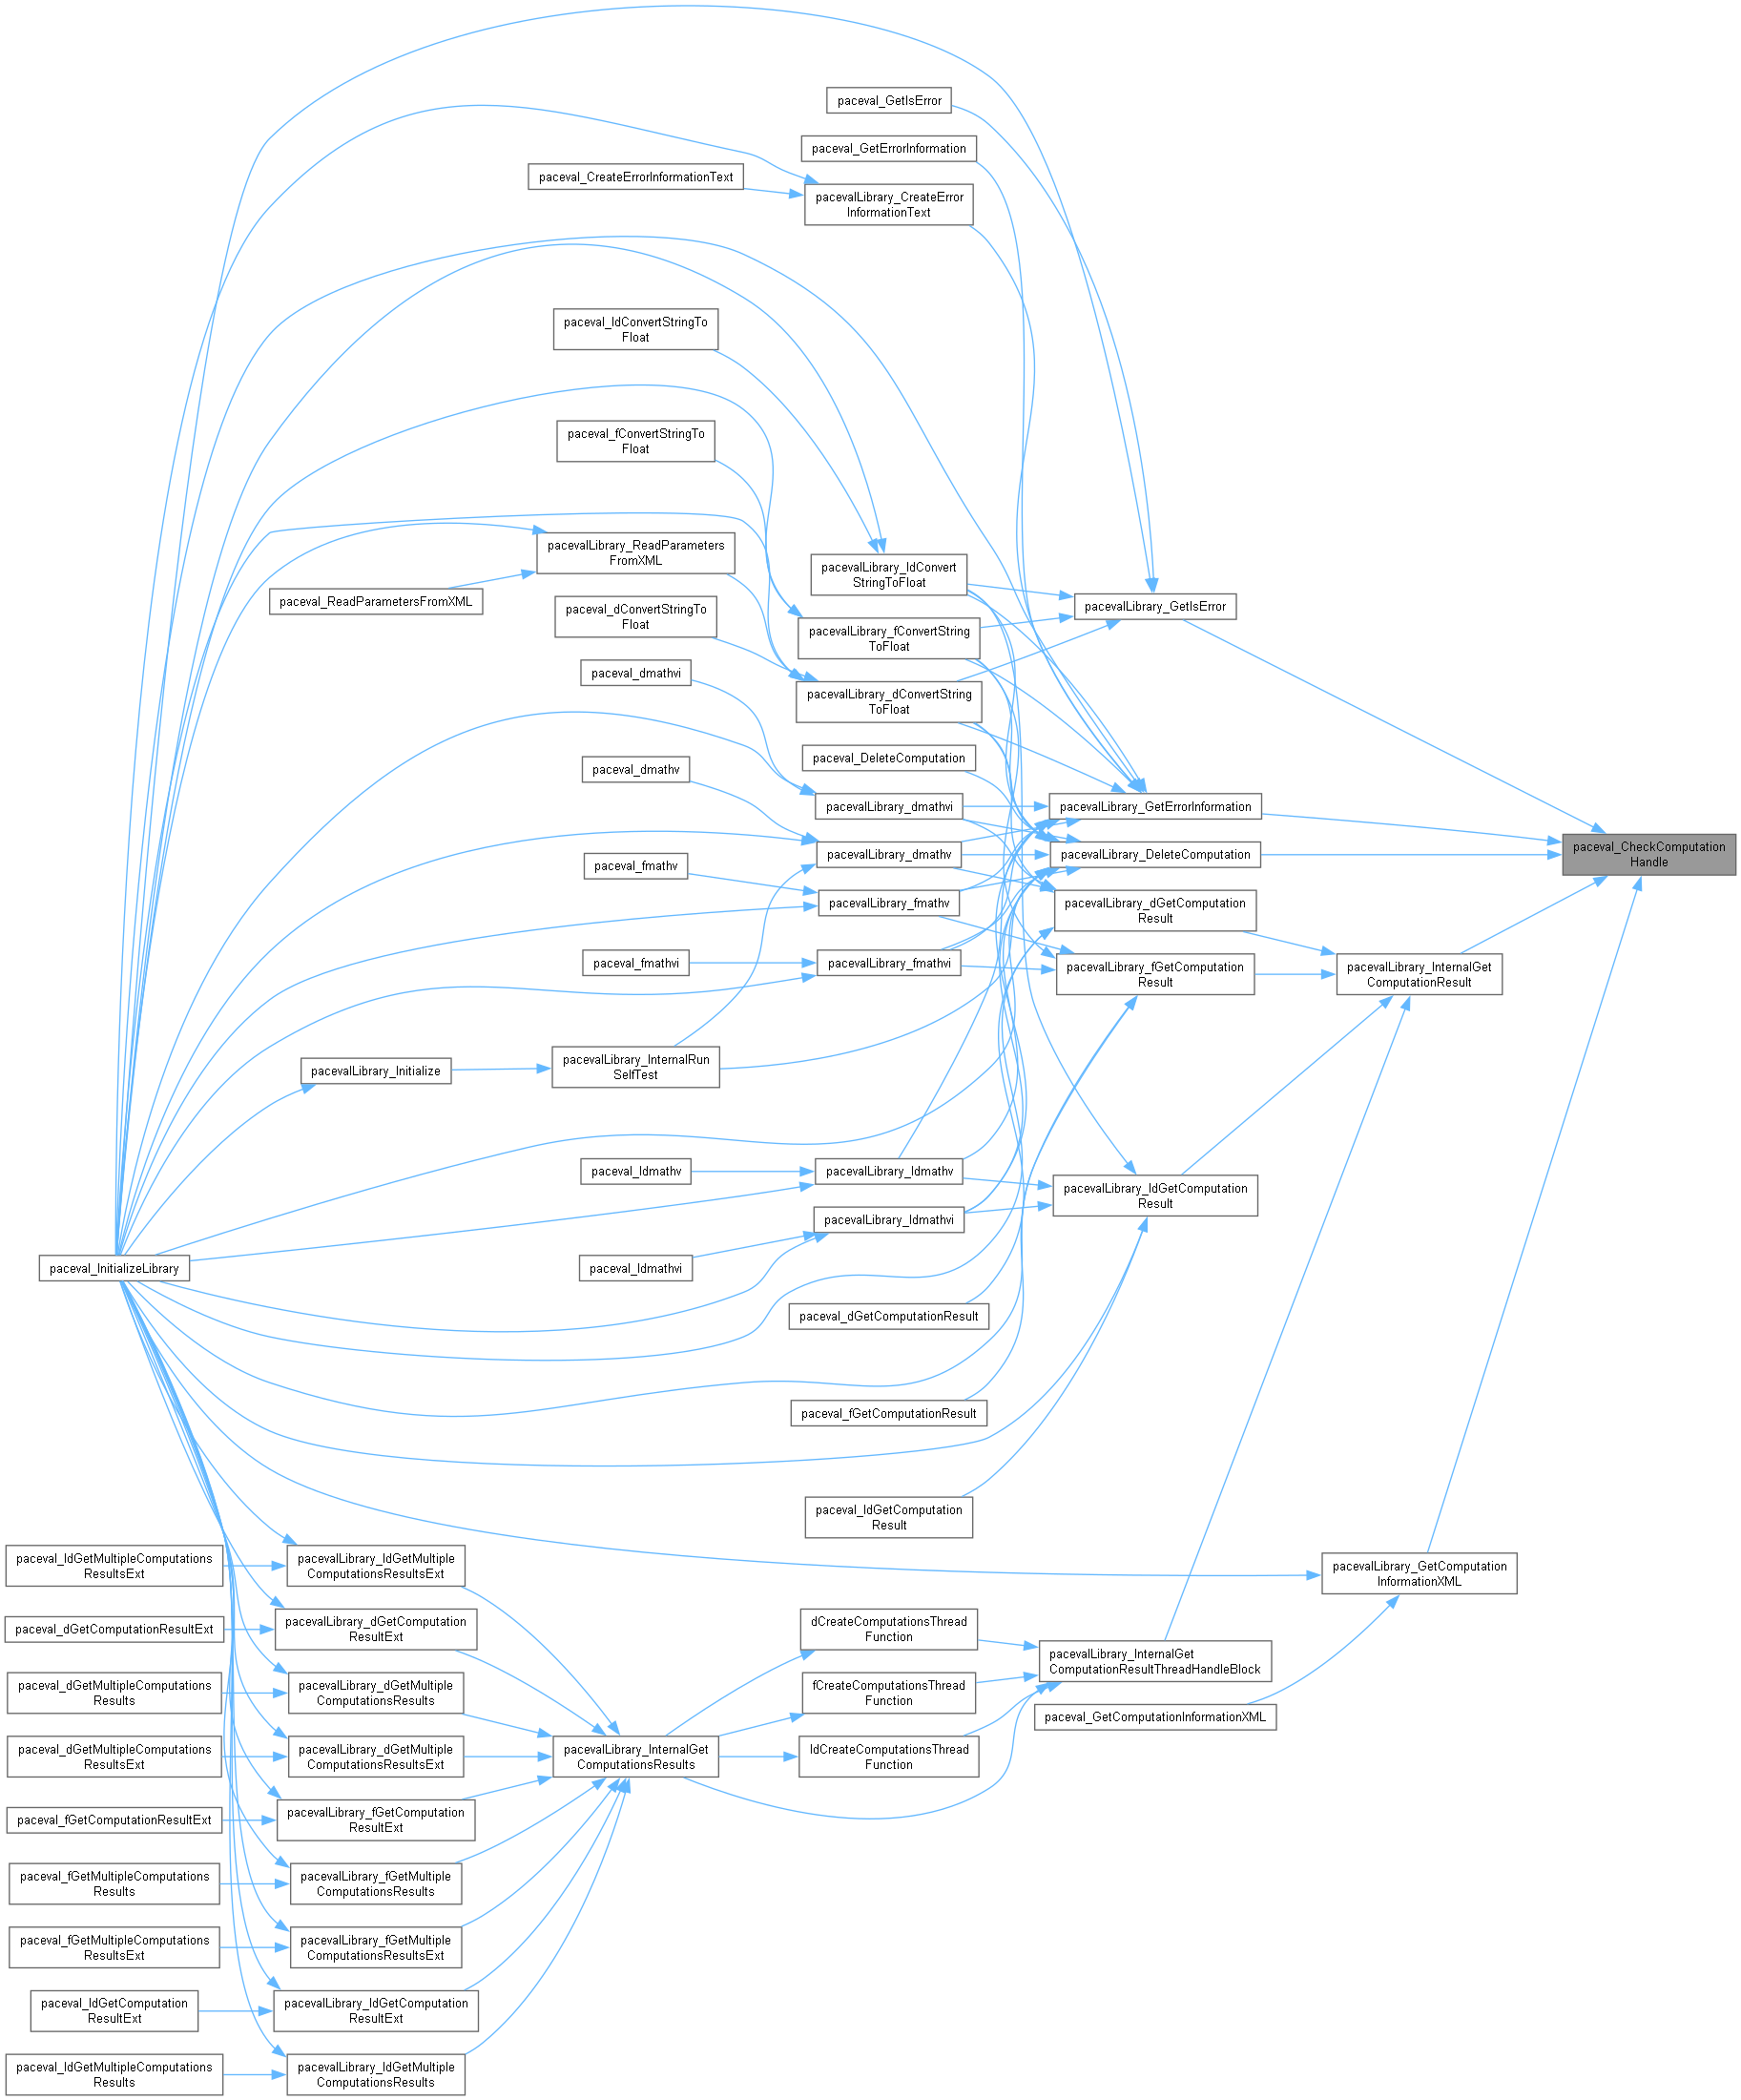 paceval_GetIsError
paceval_GetErrorInformation
paceval_CreateErrorInformationText
pacevalLibrary_CreateError
InformationText
paceval_ldConvertStringTo
Float
paceval_fConvertStringTo
Float
pacevalLibrary_ReadParameters
FromXML
paceval_ReadParametersFromXML
paceval_dConvertStringTo
Float
pacevalLibrary_ldConvert
StringToFloat
pacevalLibrary_GetIsError
pacevalLibrary_fConvertString
ToFloat
paceval_dmathvi
pacevalLibrary_dConvertString
ToFloat
paceval_DeleteComputation
paceval_dmathv
pacevalLibrary_dmathvi
pacevalLibrary_GetErrorInformation
pacevalLibrary_dmathv
pacevalLibrary_DeleteComputation
paceval_CheckComputation
Handle
paceval_fmathv
pacevalLibrary_fmathv
pacevalLibrary_dGetComputation
Result
paceval_fmathvi
pacevalLibrary_fmathvi
pacevalLibrary_fGetComputation
Result
pacevalLibrary_InternalGet
ComputationResult
pacevalLibrary_Initialize
pacevalLibrary_InternalRun
SelfTest
paceval_ldmathv
pacevalLibrary_ldmathv
pacevalLibrary_ldGetComputation
Result
pacevalLibrary_ldmathvi
paceval_InitializeLibrary
paceval_ldmathvi
paceval_dGetComputationResult
paceval_fGetComputationResult
paceval_ldGetComputation
Result
paceval_ldGetMultipleComputations
ResultsExt
pacevalLibrary_ldGetMultiple
ComputationsResultsExt
pacevalLibrary_GetComputation
InformationXML
paceval_dGetComputationResultExt
pacevalLibrary_dGetComputation
ResultExt
dCreateComputationsThread
Function
pacevalLibrary_InternalGet
ComputationResultThreadHandleBlock
paceval_dGetMultipleComputations
Results
pacevalLibrary_dGetMultiple
ComputationsResults
fCreateComputationsThread
Function
paceval_GetComputationInformationXML
paceval_dGetMultipleComputations
ResultsExt
pacevalLibrary_dGetMultiple
ComputationsResultsExt
pacevalLibrary_InternalGet
ComputationsResults
ldCreateComputationsThread
Function
paceval_fGetComputationResultExt
pacevalLibrary_fGetComputation
ResultExt
paceval_fGetMultipleComputations
Results
pacevalLibrary_fGetMultiple
ComputationsResults
paceval_fGetMultipleComputations
ResultsExt
pacevalLibrary_fGetMultiple
ComputationsResultsExt
paceval_ldGetComputation
ResultExt
pacevalLibrary_ldGetComputation
ResultExt
paceval_ldGetMultipleComputations
Results
pacevalLibrary_ldGetMultiple
ComputationsResults